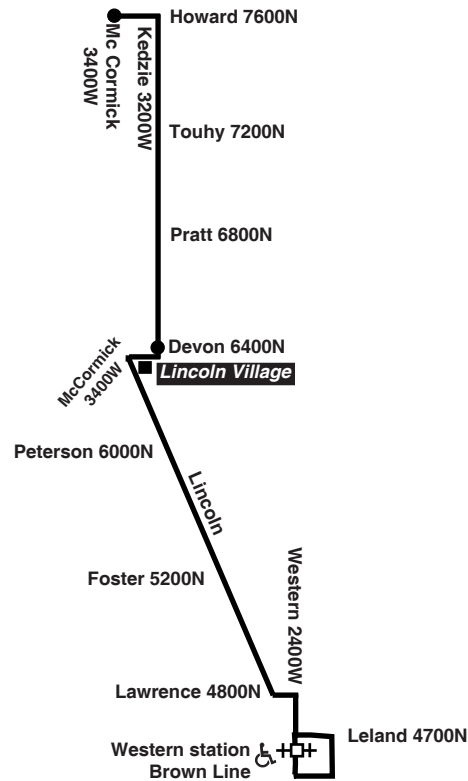 Howard 7600N
Mc Cormick
3400W
Kedzie 3200W
Touhy 7200N
Pratt 6800N
Devon 6400N
Lincoln Village
McCormick
3400W
Peterson 6000N
Lincoln
Foster 5200N
Western 2400W
Lawrence 4800N
Leland 4700N
Western station
Brown Line